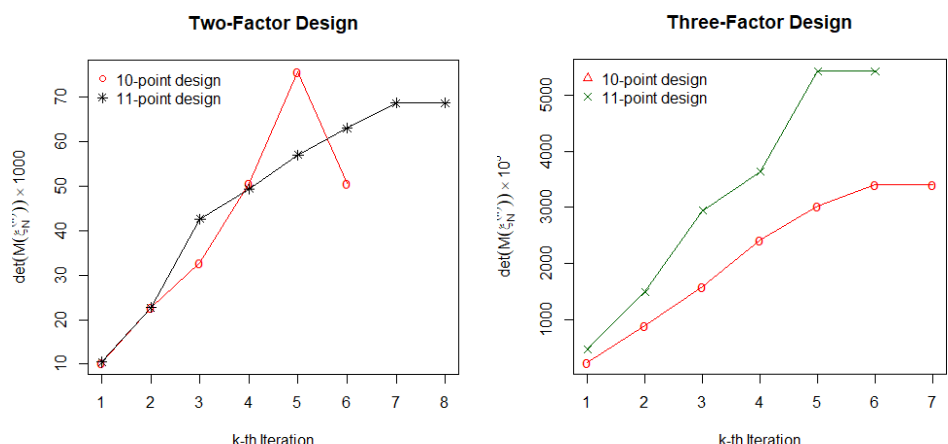 Two-Factor Design
10-point design
11-point design
70
60
50
40
30
20
10
1 2 3 4 5 6 7 8
k-th Iteration
Three-Factor Design
10-point design
11-point design
5000
4000
3000
2000
1000
1 2 3 4 5 6 7
k-th Iteration